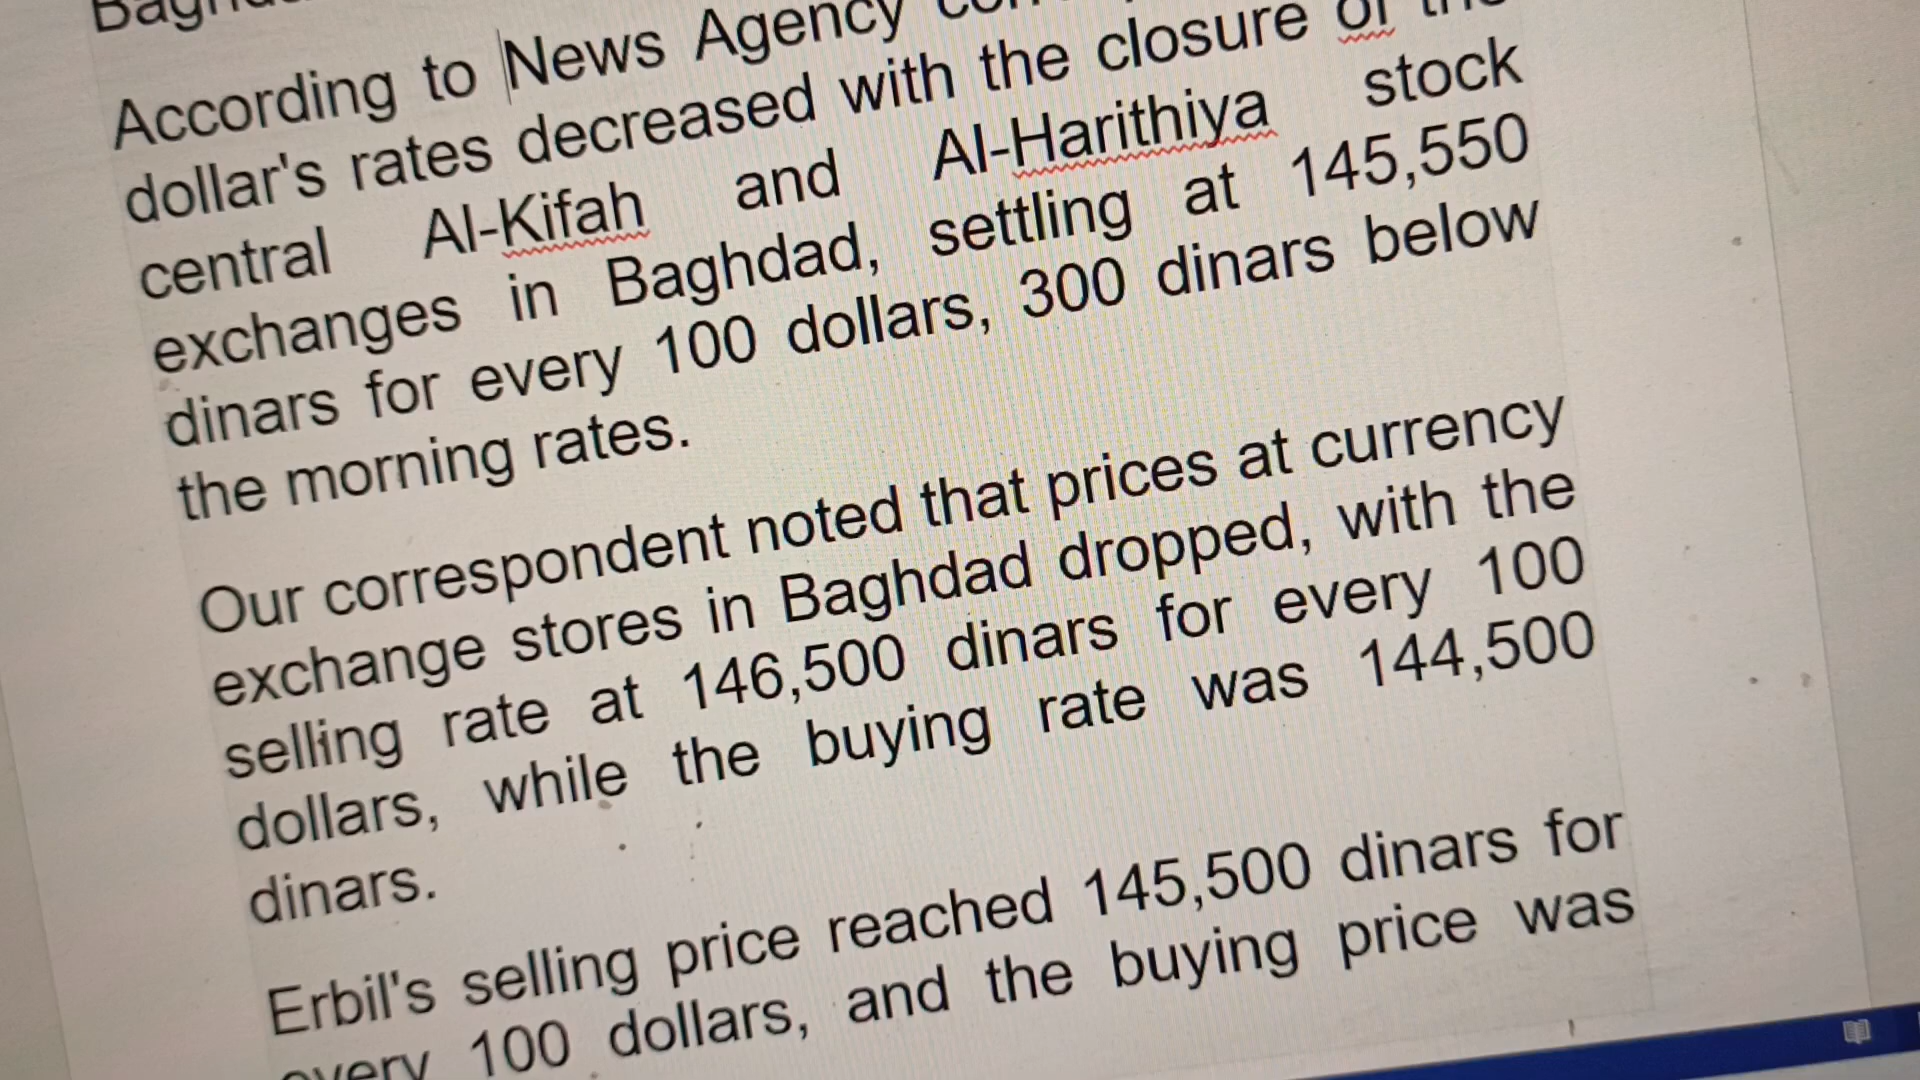 According to News Agency
dollar's rates decreased with the closure of the
central Al-Kifah and Al-Harithiya stock
exchanges in Baghdad, settling at 145,550
dinars for every 100 dollars, 300 dinars below
the morning rates.
Our correspondent noted that prices at currency
exchange stores in Baghdad dropped, with the
selling rate at 146,500 dinars for every 100
dollars, while the buying rate was 144,500
dinars.
Erbil's selling price reached 145,500 dinars for
every 100 dollars, and the buying price was